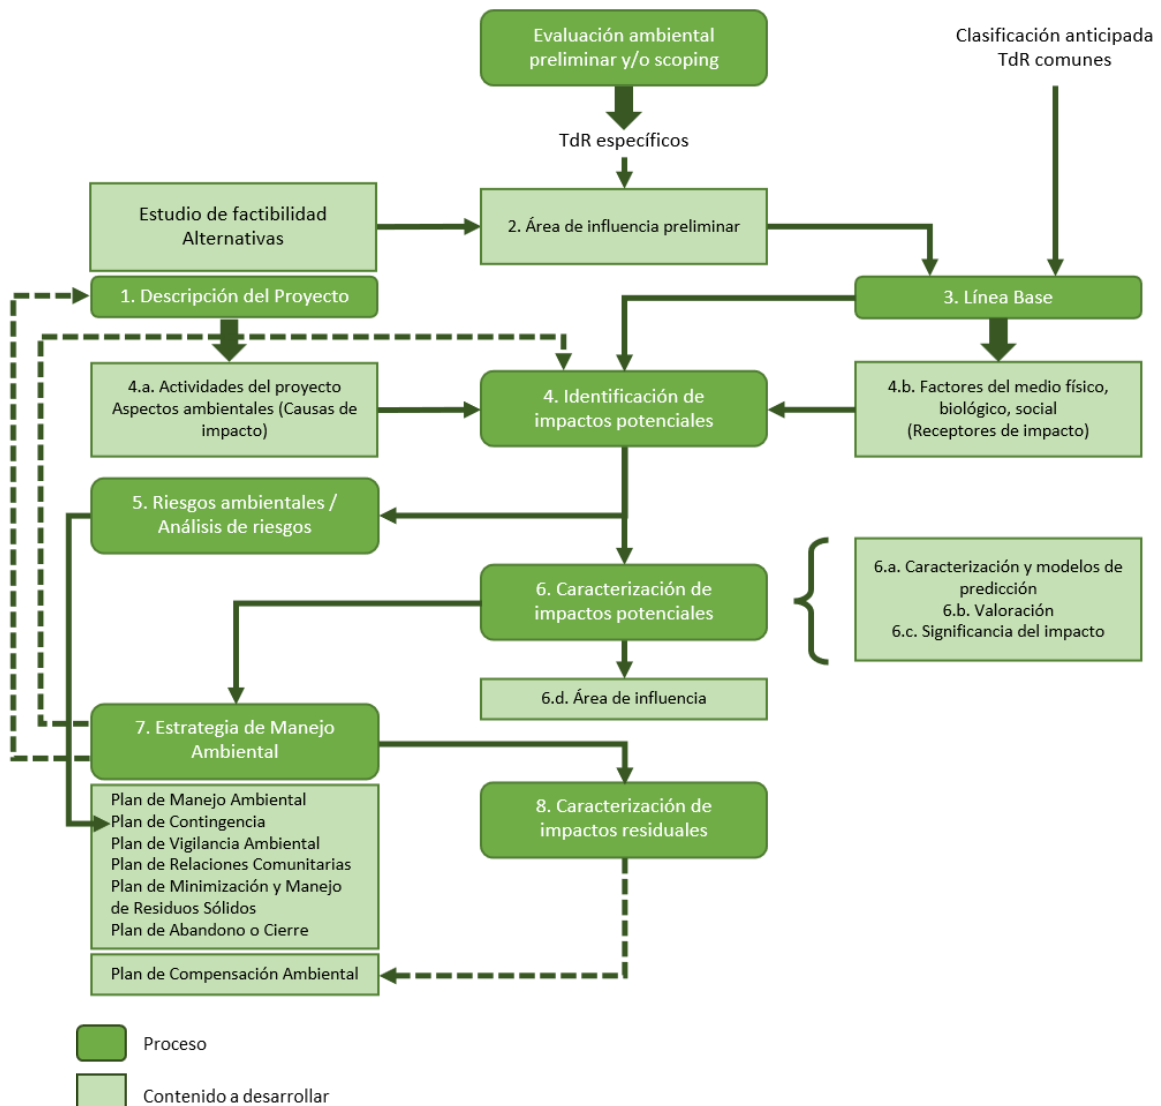 Evaluación ambiental
preliminar y/o scoping
Clasificación anticipada
TdR comunes
TdR específicos
Estudio de factibilidad
Alternativas
2. Área de influencia preliminar
1. Descripción del Proyecto
3. Línea Base
4.a. Actividades del proyecto
Aspectos ambientales (Causas de
impacto)
4. Identificación de
impactos potenciales
4.b. Factores del medio físico,
biológico, social
(Receptores de impacto)
5. Riesgos ambientales /
Análisis de riesgos
6. Caracterización de
impactos potenciales
6.a. Caracterización y modelos de
predicción
6.b. Valoración
6.c. Significancia del impacto
6.d. Área de influencia
7. Estrategia de Manejo
Ambiental
Plan de Manejo Ambiental
Plan de Contingencia
Plan de Vigilancia Ambiental
Plan de Relaciones Comunitarias
Plan de Minimización y Manejo
de Residuos Sólidos
Plan de Abandono o Cierre
8. Caracterización de
impactos residuales
Plan de Compensación Ambiental
Proceso
Contenido a desarrollar